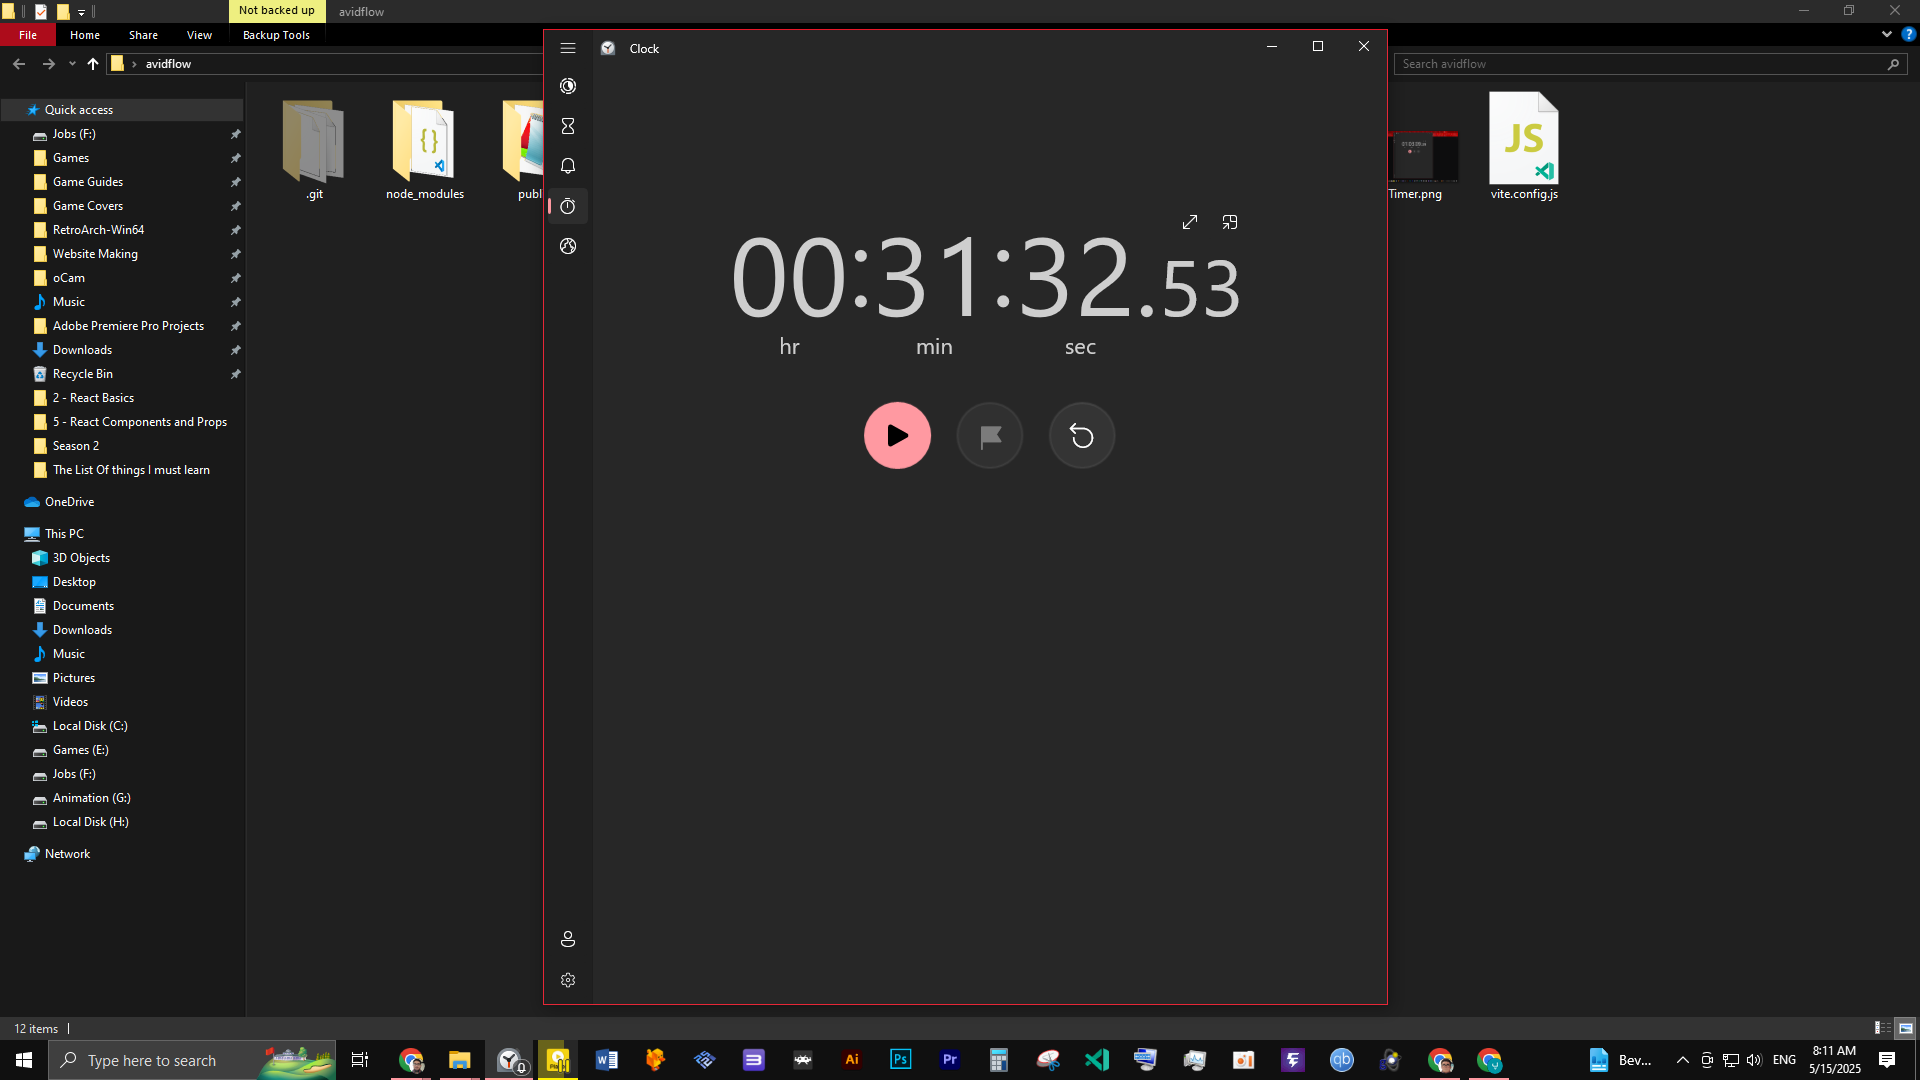 Not backed up
avidflow
File
Home
Share
View
Backup Tools
avidflow
Search avidflow
Quick access
Jobs (F:)
Games
Game Guides
Game Covers
RetroArch-Win64
Website Making
oCam
Music
Adobe Premiere Pro Projects
Downloads
Recycle Bin
2 - React Basics
5 - React Components and Props
Season 2
The List Of things I must learn
OneDrive
This PC
3D Objects
Desktop
Documents
Downloads
Music
Pictures
Videos
Local Disk (C:)
Games (E:)
Jobs (F:)
Animation (G:)
Local Disk (H:)
Network
.git
node_modules
publ
Timer.png
JS
vite.config.js
Clock
00:31:32.53
hr
min
sec
12 items
Type here to search
Ai
Ps
Pr
qb
Bev...
ENG
8:11 AM
5/15/2025